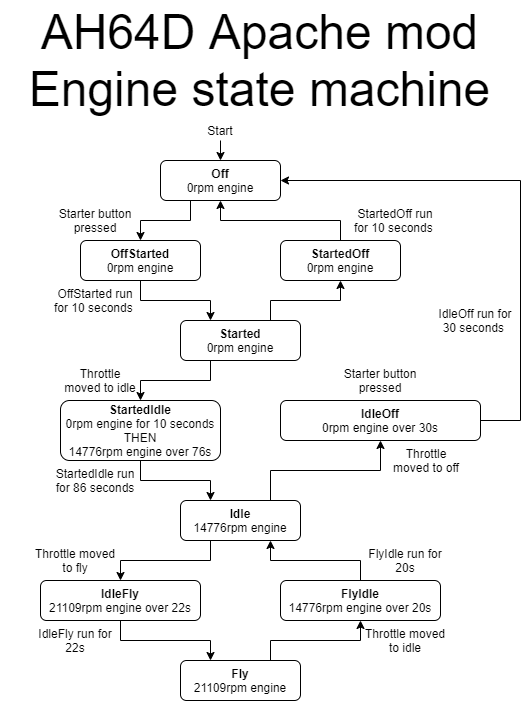 AH64D Apache mod
Engine state machine
Start
Off
0rpm engine
Starter button
pressed
StartedOff run
for 10 seconds
OffStarted
0rpm engine
StartedOff
0rpm engine
OffStarted run
for 10 seconds
IdleOff run for
30 seconds
Started
0rpm engine
Throttle
moved to idle
Starter button
pressed
StartedIdle
0rpm engine for 10 seconds
THEN
14776rpm engine over 76s
IdleOff
0rpm engine over 30s
Throttle
moved to off
StartedIdle run
for 86 seconds
Idle
14776rpm engine
Throttle moved
to fly
FlyIdle run for
20s
IdleFly
21109rpm engine over 22s
FlyIdle
14776rpm engine over 20s
IdleFly run for
22s
Throttle moved
to idle
Fly
21109rpm engine